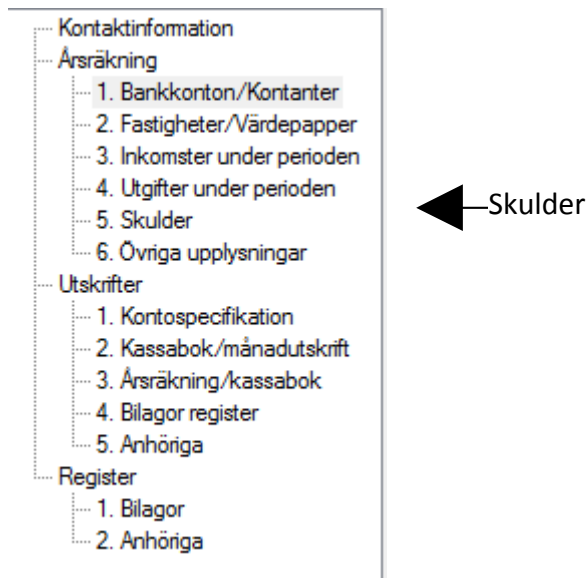 Kontaktinformation
Årsräkning
1. Bankkonton/Kontanter
2. Fastigheter/Värdepapper
3. Inkomster under perioden
4. Utgifter under perioden
5. Skulder
6. Övriga upplysningar
Utskrifter
1. Kontospecifikation
2. Kassabok/månadutskrift
3. Årsräkning/kassabok
4. Bilagor register
5. Anhöriga
Register
1. Bilagor
2. Anhöriga
Skulder